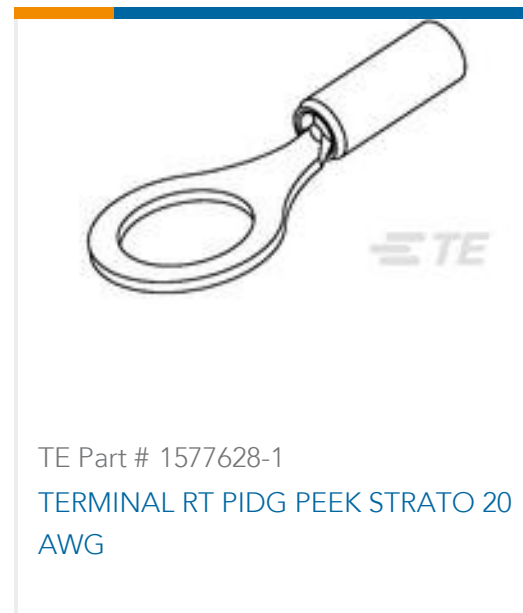 TE
TE Part # 1577628-1
TERMINAL RT PIDG PEEK STRATO 20
AWG